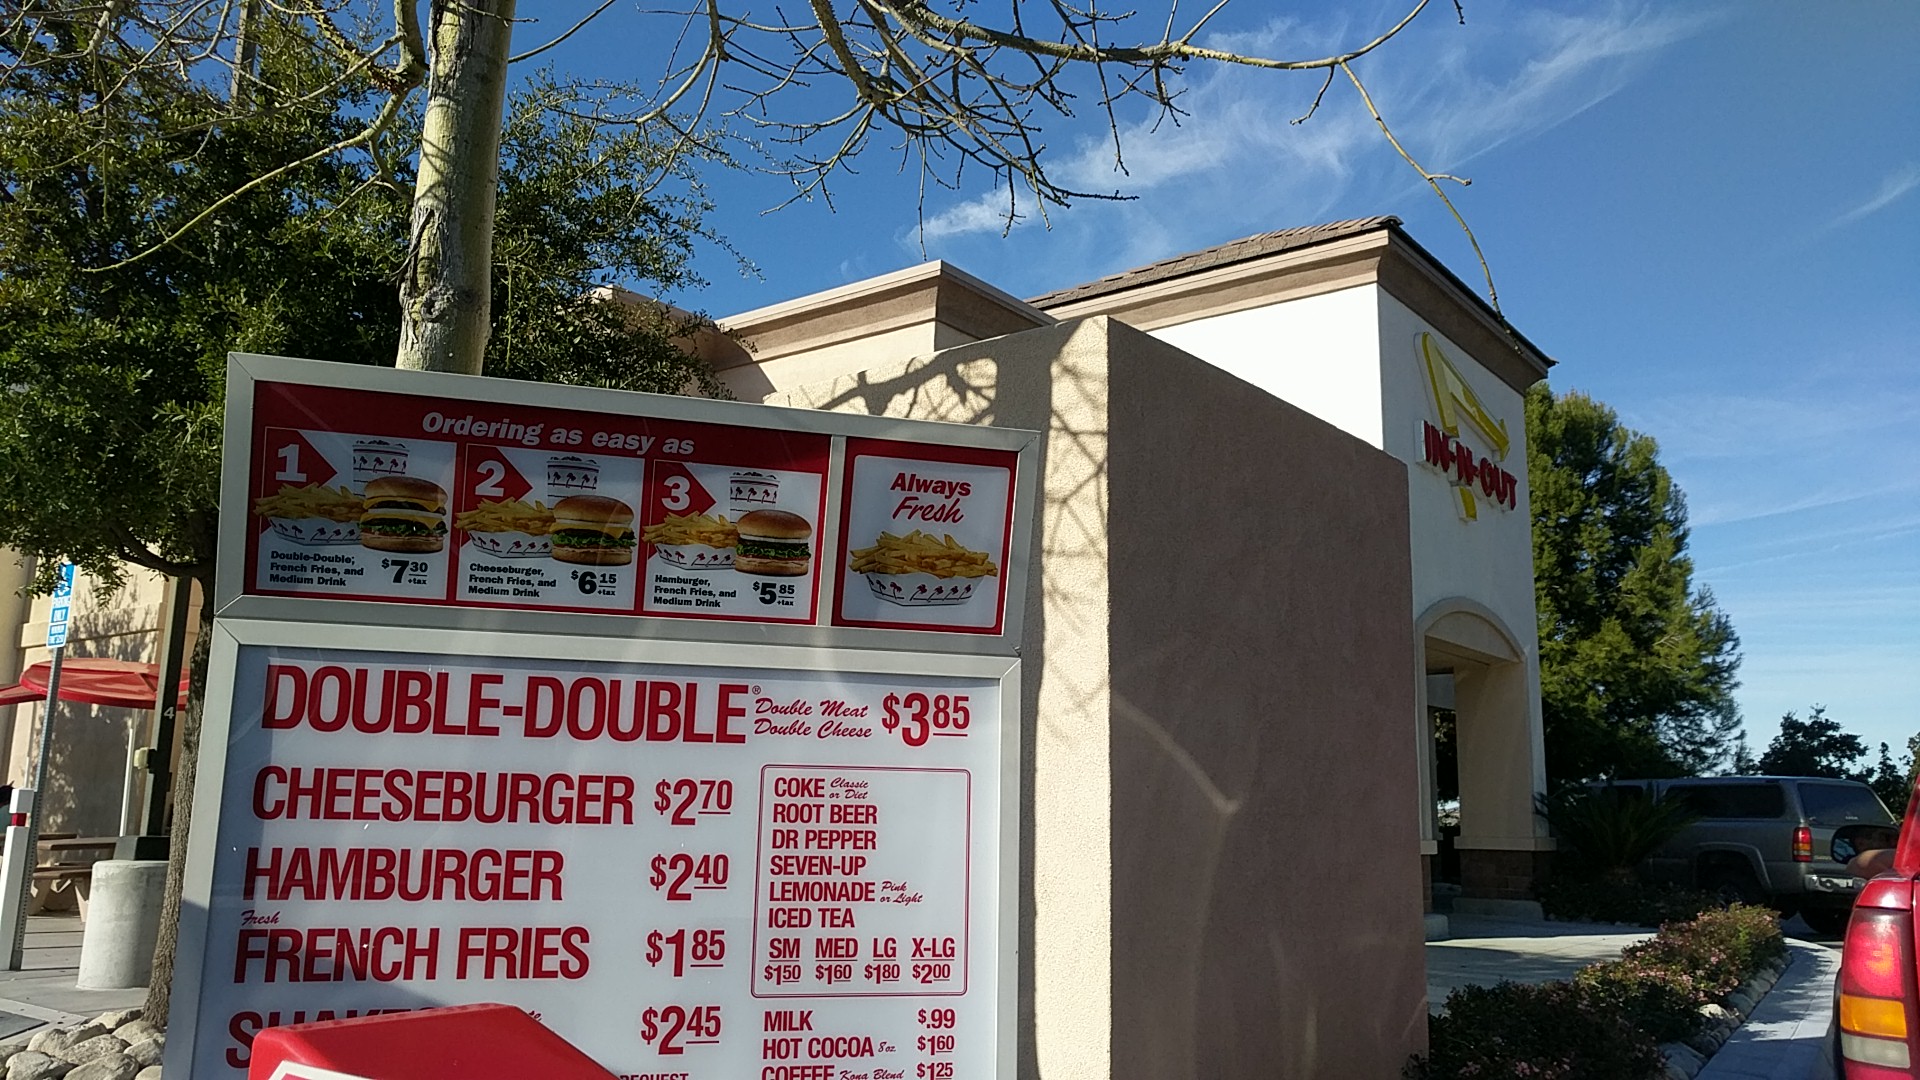 Ordering as easy as
1
Double-Double,
French Fries, and
Medium Drink
$7 30
+tax
2
Cheeseburger,
French Fries, and
Medium Drink
$6 15
+tax
3
Hamburger,
French Fries, and
Medium Drink
$5 85
+tax
Always
Fresh
IN-N-OUT
DOUBLE-DOUBLE® Double Meat
Double Cheese $3 85
CHEESEBURGER $2 70
HAMBURGER $2 40
Fresh
FRENCH FRIES $1 85
$2 45
COKE Classic
or Diet
ROOT BEER
DR PEPPER
SEVEN-UP
LEMONADE Pink
or Light
ICED TEA
SM MED LG X-LG
$1 50 $1 60 $1 80 $2 00
MILK $.99
HOT COCOA 8 oz. $1 60
COFFEE Kona Blend $1 25
ONLY
4